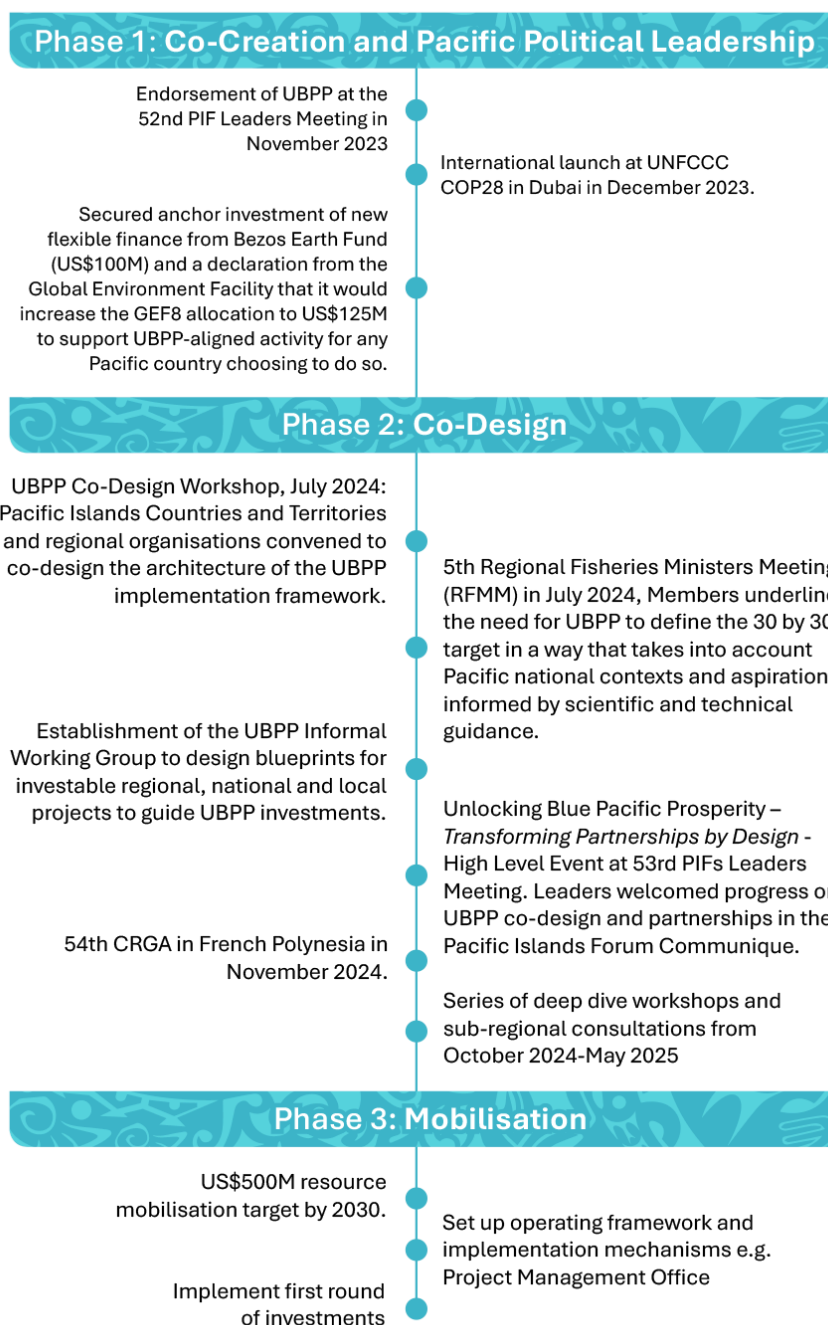 Phase 1: Co-Creation and Pacific Political Leadership
Endorsement of UBPP at the
52nd PIF Leaders Meeting in
November 2023
International launch at UNFCCC
COP28 in Dubai in December 2023.
Secured anchor investment of new
flexible finance from Bezos Earth Fund
(US$100M) and a declaration from the
Global Environment Facility that it would
increase the GEF8 allocation to US$125M
to support UBPP-aligned activity for any
Pacific country choosing to do so.
Phase 2: Co-Design
UBPP Co-Design Workshop, July 2024:
Pacific Islands Countries and Territories
and regional organisations convened to
co-design the architecture of the UBPP
implementation framework.
5th Regional Fisheries Ministers Meeting
(RFMM) in July 2024, Members underline
the need for UBPP to define the 30 by 30
target in a way that takes into account
Pacific national contexts and aspiration
informed by scientific and technical
guidance.
Establishment of the UBPP Informal
Working Group to design blueprints for
investable regional, national and local
projects to guide UBPP investments.
Unlocking Blue Pacific Prosperity –
Transforming Partnerships by Design -
High Level Event at 53rd PIFs Leaders
Meeting. Leaders welcomed progress on
UBPP co-design and partnerships in the
Pacific Islands Forum Communique.
54th CRGA in French Polynesia in
November 2024.
Series of deep dive workshops and
sub-regional consultations from
October 2024-May 2025
Phase 3: Mobilisation
US$500M resource
mobilisation target by 2030.
Set up operating framework and
implementation mechanisms e.g.
Project Management Office
Implement first round
of investments